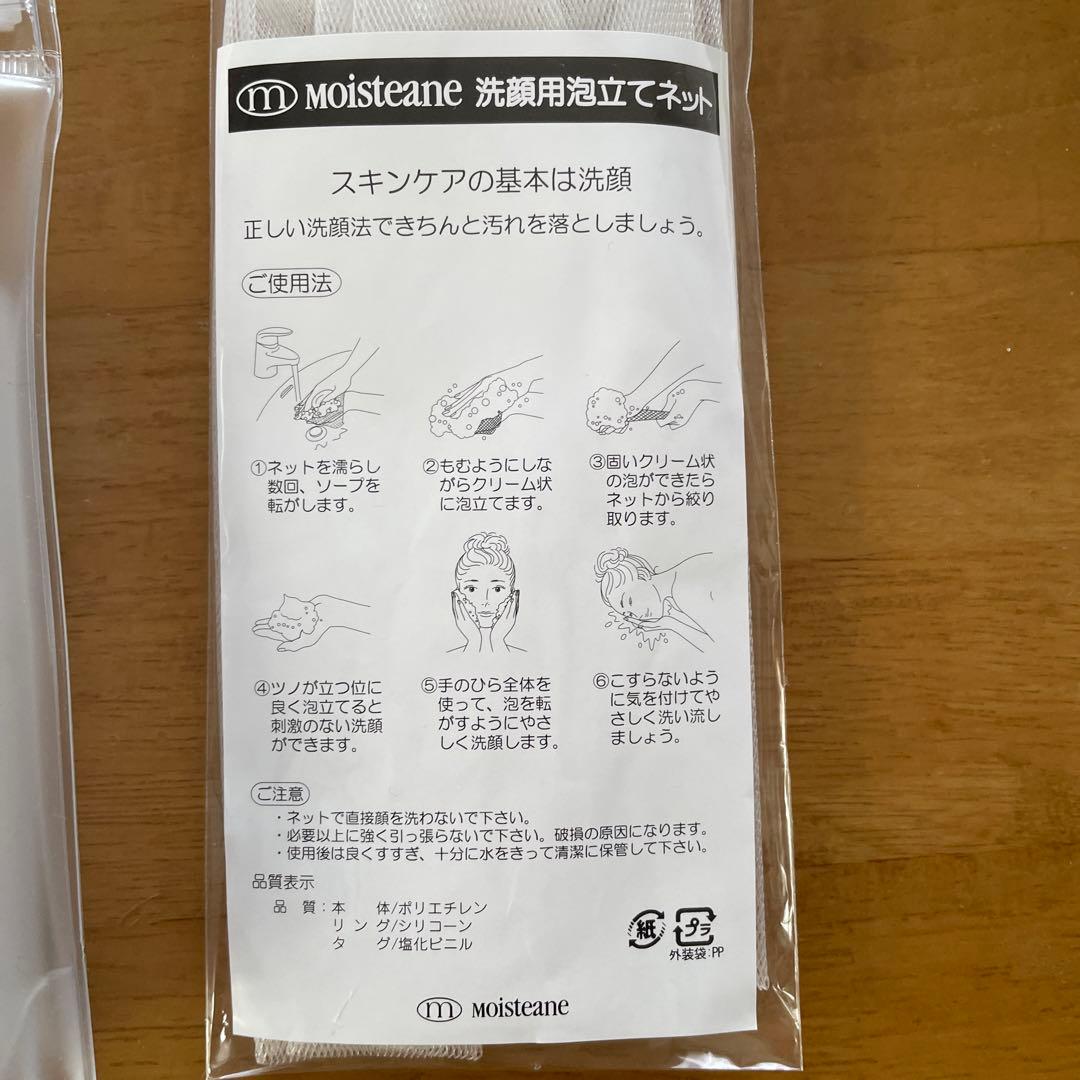 m Moisteane 洗顔用泡立てネット
スキンケアの基本は洗顔
正しい洗顔法できちんと汚れを落としましょう。
ご使用法
①ネットを濡らし
数回、ソープを
転がします。
②もむようにしな
がらクリーム状
に泡立てます。
③固いクリーム状
の泡ができたら
ネットから絞り
取ります。
④ツノが立つ位に
良く泡立てると
刺激のない洗顔
ができます。
⑤手のひら全体を
使って、泡を転
がすようにやさ
しく洗顔します。
⑥こすらないよう
に気を付けてや
さしく洗い流し
ましょう。
ご注意
・ネットで直接顔を洗わないで下さい。
・必要以上に強く引っ張らないで下さい。破損の原因になります。
・使用後は良くすすぎ、十分に水をきって清潔に保管して下さい。
品質表示
品 質：本 体/ポリエチレン
リング/シリコーン
タ グ/塩化ビニル
紙 プラ
外装袋：PP
m Moisteane